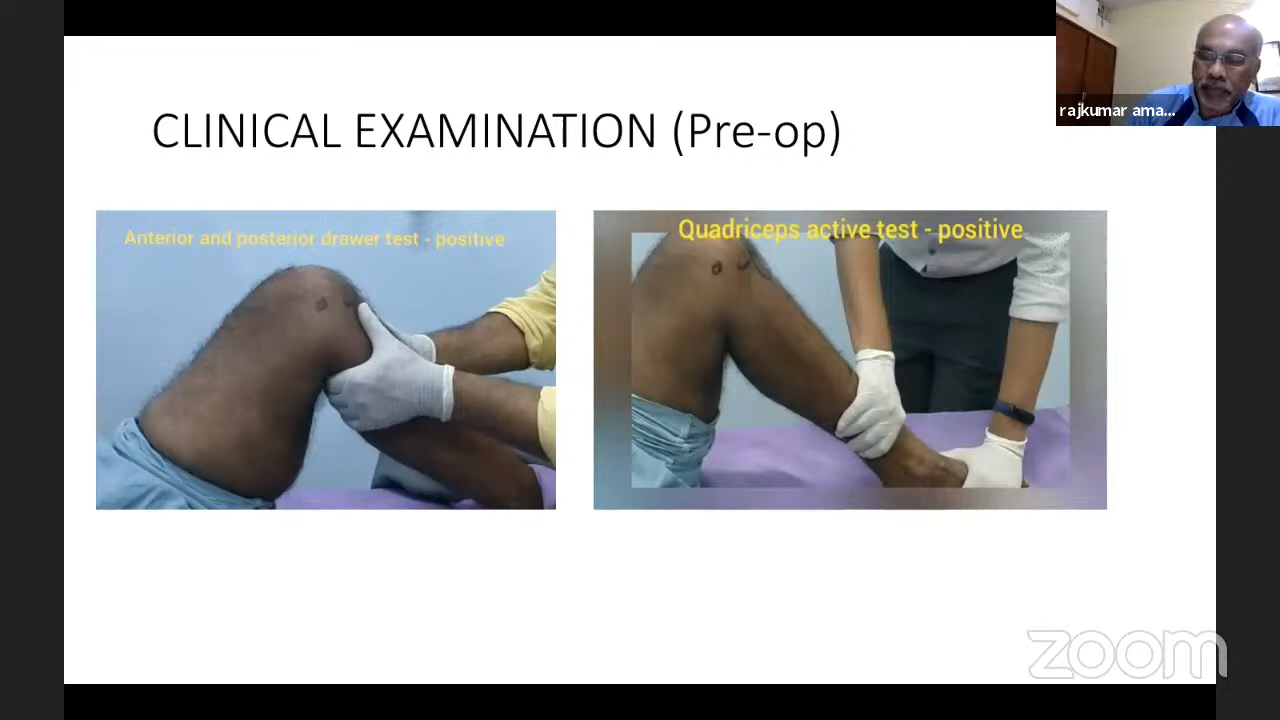 rajkumar ama...
CLINICAL EXAMINATION (Pre-op)
Anterior and posterior drawer test - positive
Quadriceps active test - positive
zoom